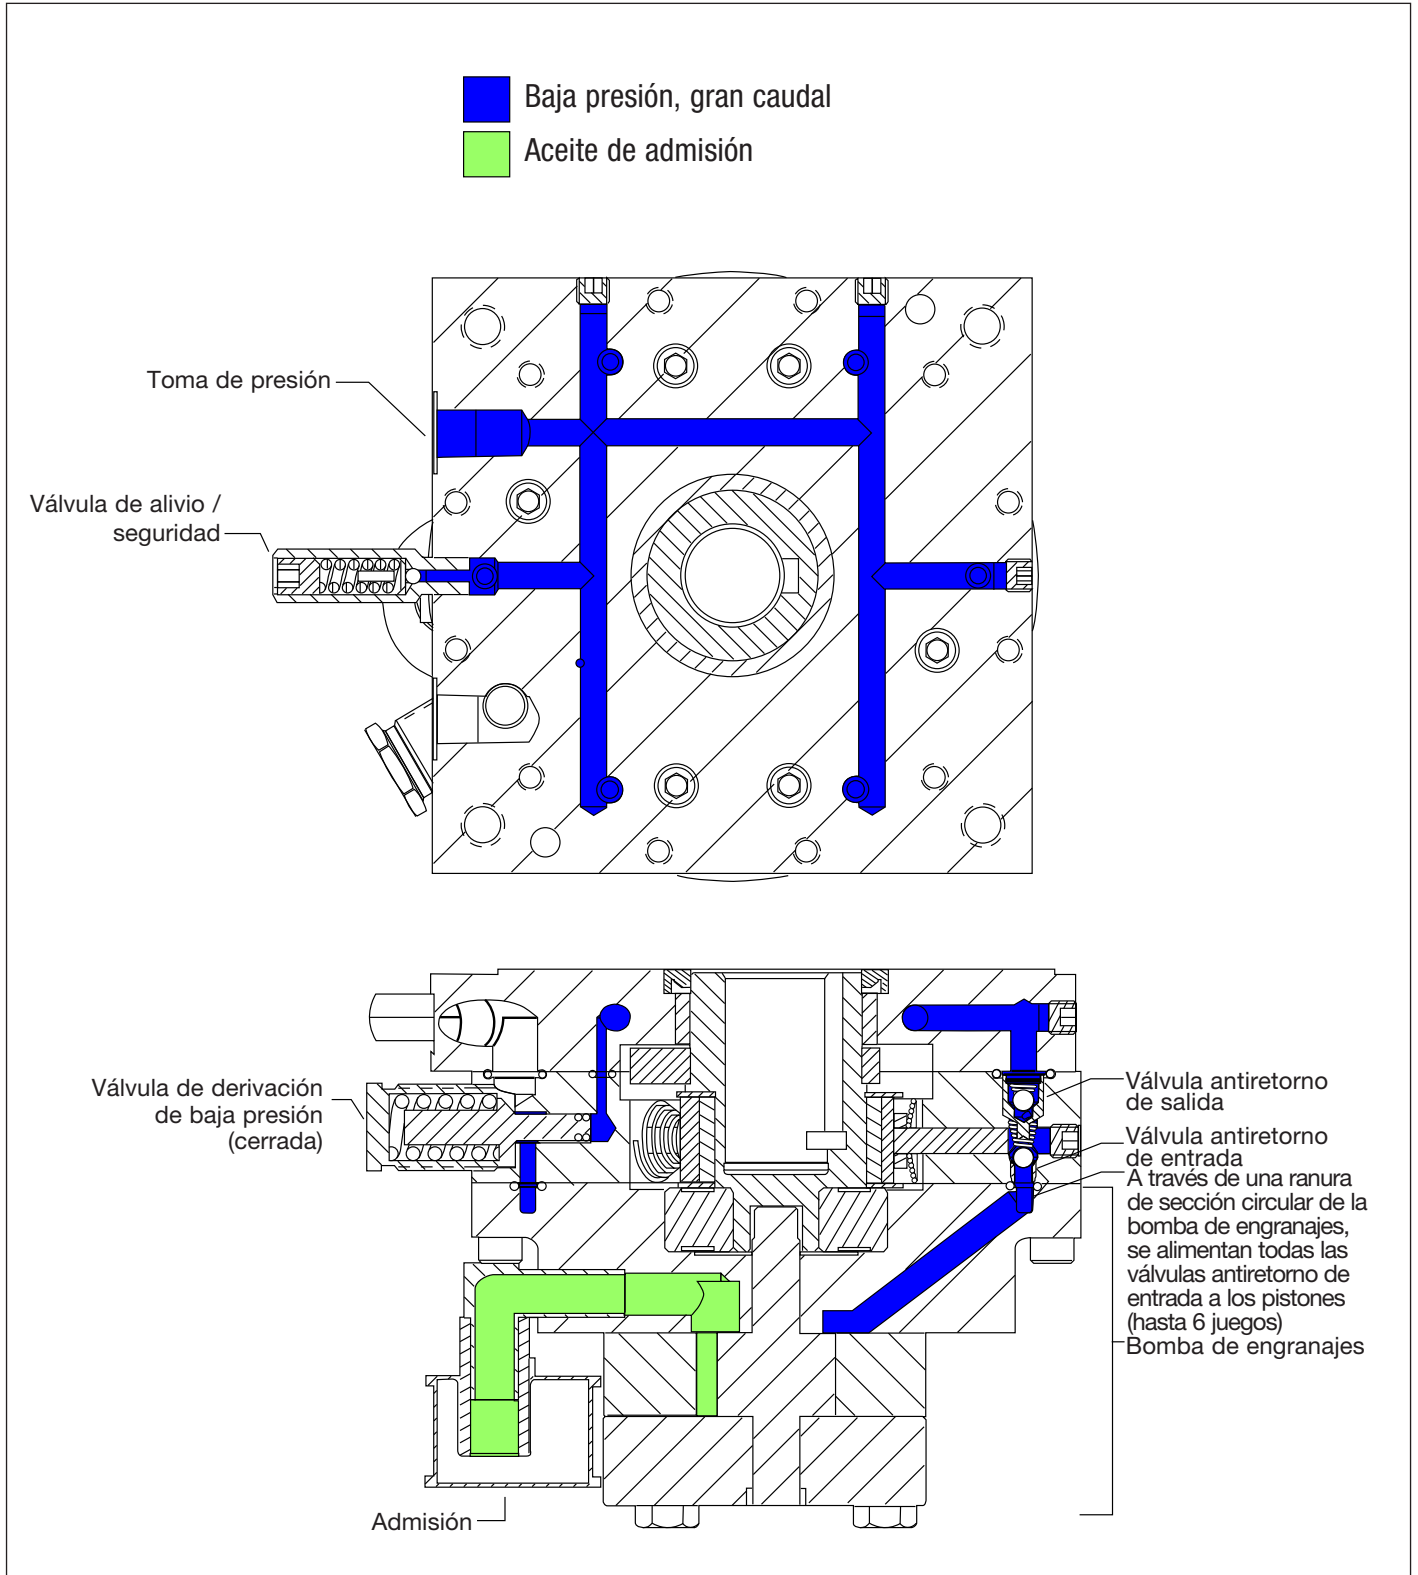 Baja presión, gran caudal
Aceite de admisión
Toma de presión
Válvula de alivio /
seguridad
Válvula de derivación
de baja presión
(cerrada)
Válvula antiretorno
de salida
Válvula antiretorno
de entrada
A través de una ranura
de sección circular de la
bomba de engranajes,
se alimentan todas las
válvulas antiretorno de
entrada a los pistones
(hasta 6 juegos)
Bomba de engranajes
Admisión